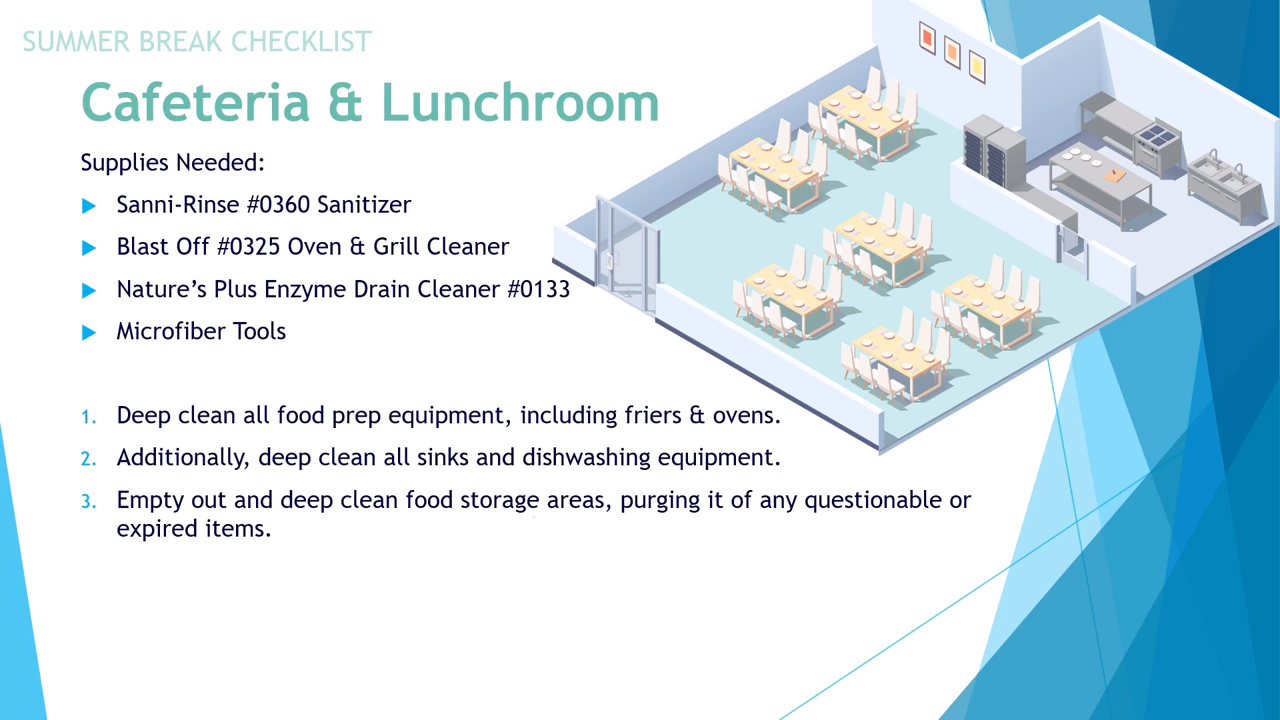 SUMMER BREAK CHECKLIST
Cafeteria & Lunchroom
Supplies Needed:
Sanni-Rinse #0360 Sanitizer
Blast Off #0325 Oven & Grill Cleaner
Nature’s Plus Enzyme Drain Cleaner #0133
Microfiber Tools
1. Deep clean all food prep equipment, including friers & ovens.
2. Additionally, deep clean all sinks and dishwashing equipment.
3. Empty out and deep clean food storage areas, purging it of any questionable or
expired items.